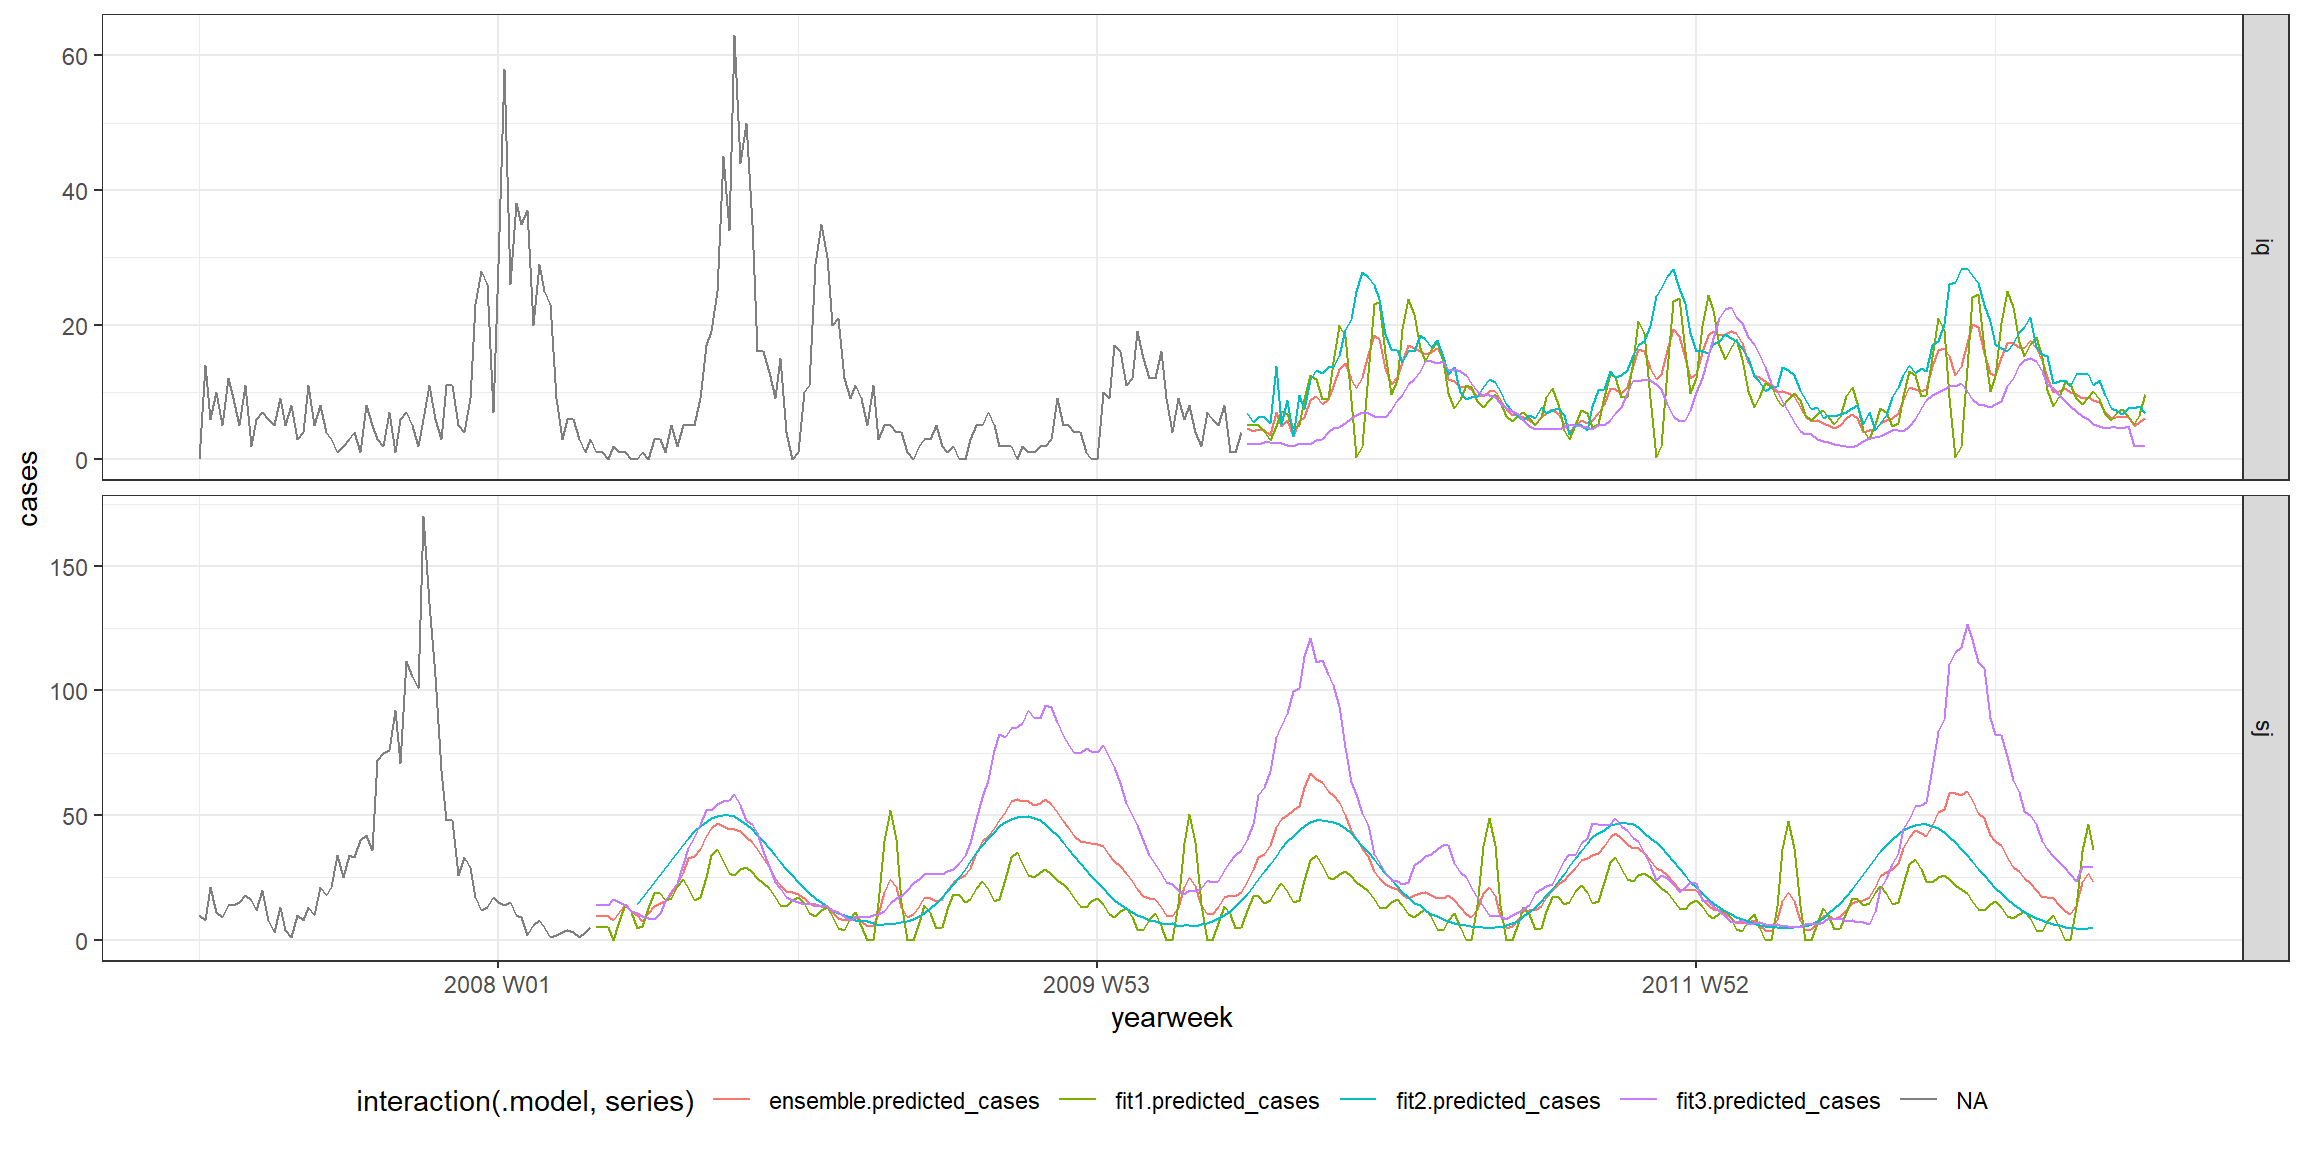 60
40
20
0
iq
cases
150
100
50
0
sj
2008 W01 2009 W53 2011 W52
yearweek
interaction(.model, series) ensemble.predicted_cases fit1.predicted_cases fit2.predicted_cases fit3.predicted_cases NA